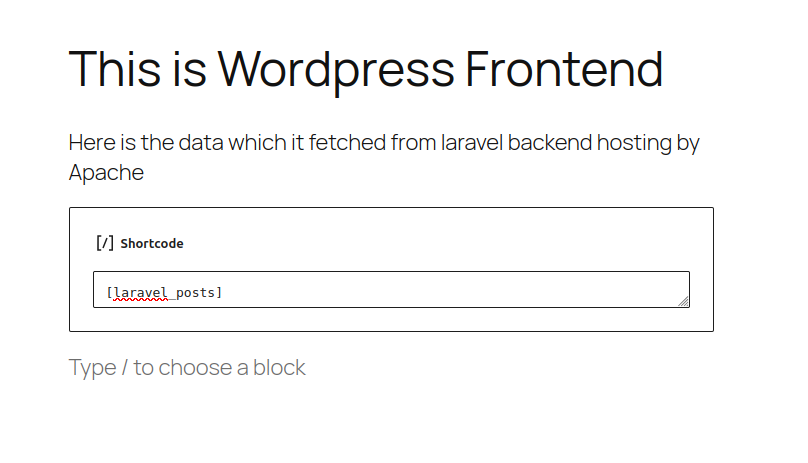 This is Wordpress Frontend
Here is the data which it fetched from laravel backend hosting by
Apache
[/] Shortcode
[laravel_posts]
Type / to choose a block